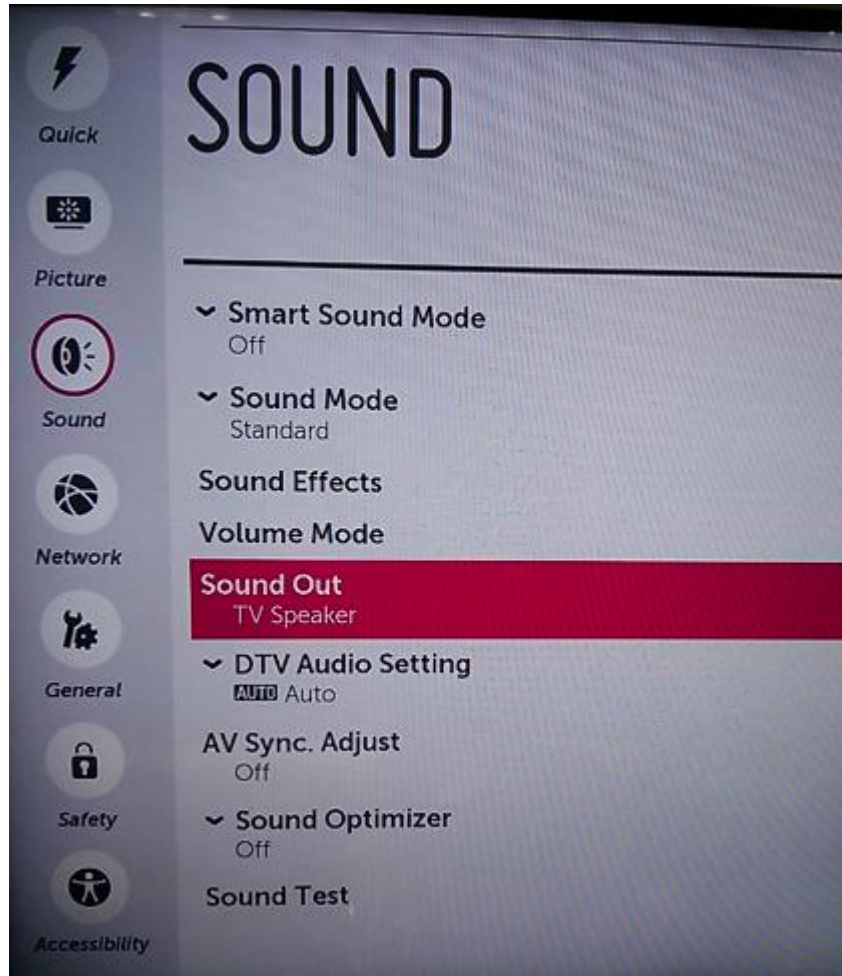 Quick
Picture
Sound
Network
General
Safety
Accessibility
SOUND
Smart Sound Mode
Off
Sound Mode
Standard
Sound Effects
Volume Mode
Sound Out
TV Speaker
DTV Audio Setting
AUTO Auto
AV Sync. Adjust
Off
Sound Optimizer
Off
Sound Test